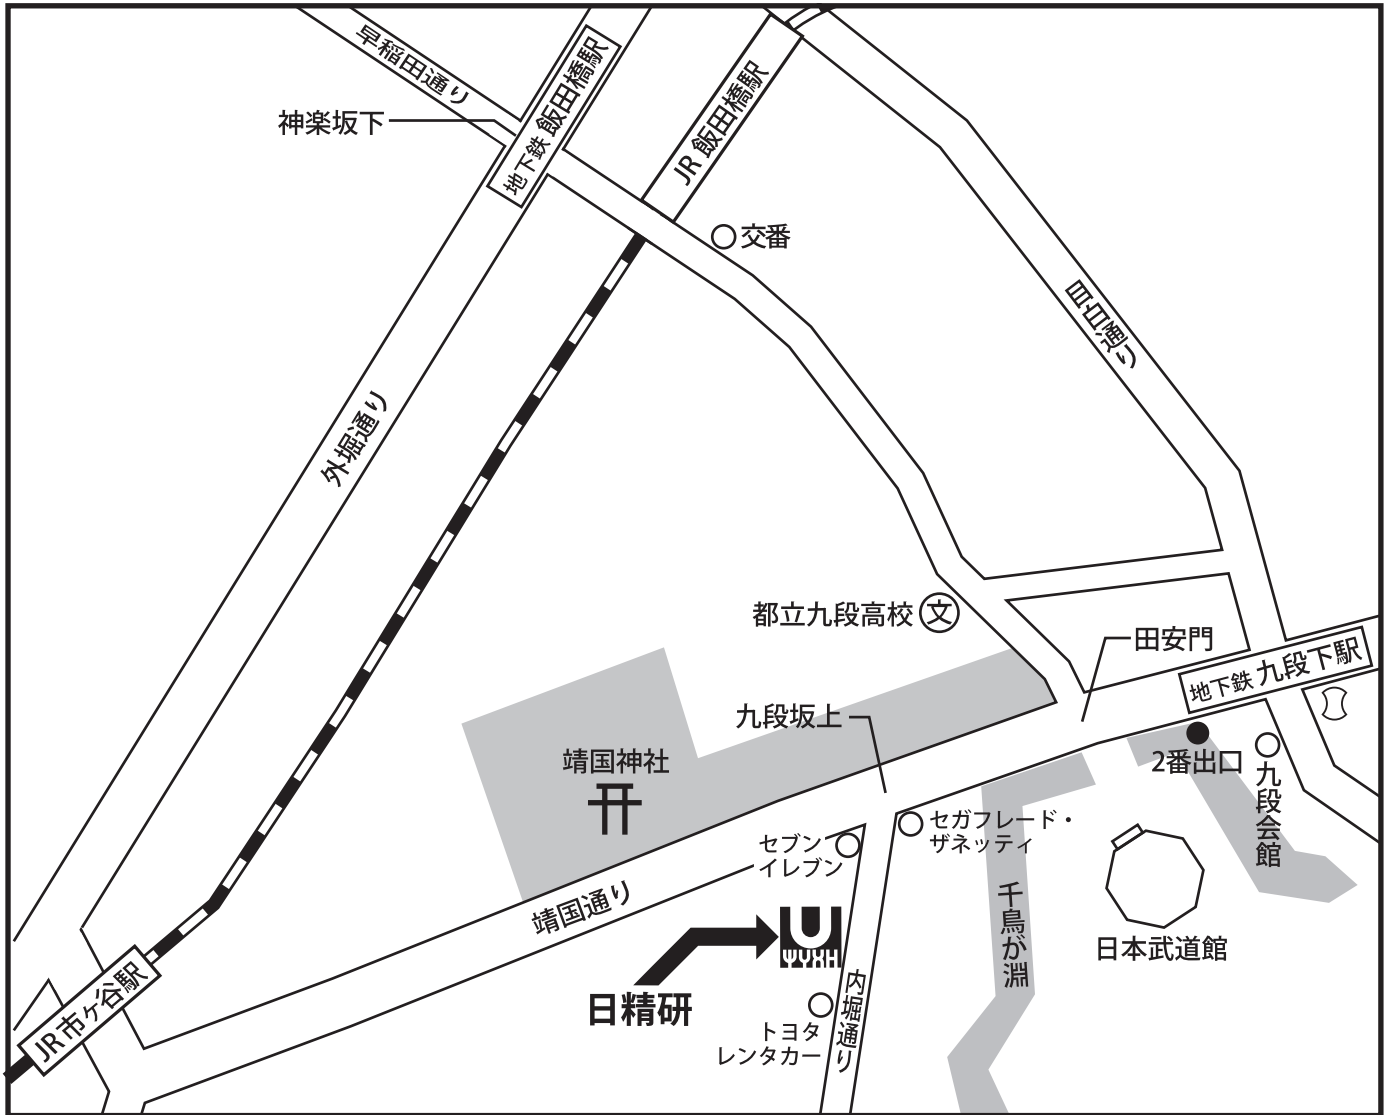 早稲田通り
神楽坂下
地下鉄 飯田橋駅
JR 飯田橋駅
交番
目白通り
外堀通り
都立九段高校
文
田安門
地下鉄 九段下駅
九段坂上
靖国神社
2番出口
九段会館
セガフレード・
ザネッティ
セブン
イレブン
靖国通り
千鳥が淵
日本武道館
日精研
内堀通り
トヨタ
レンタカー
JR市ヶ谷駅